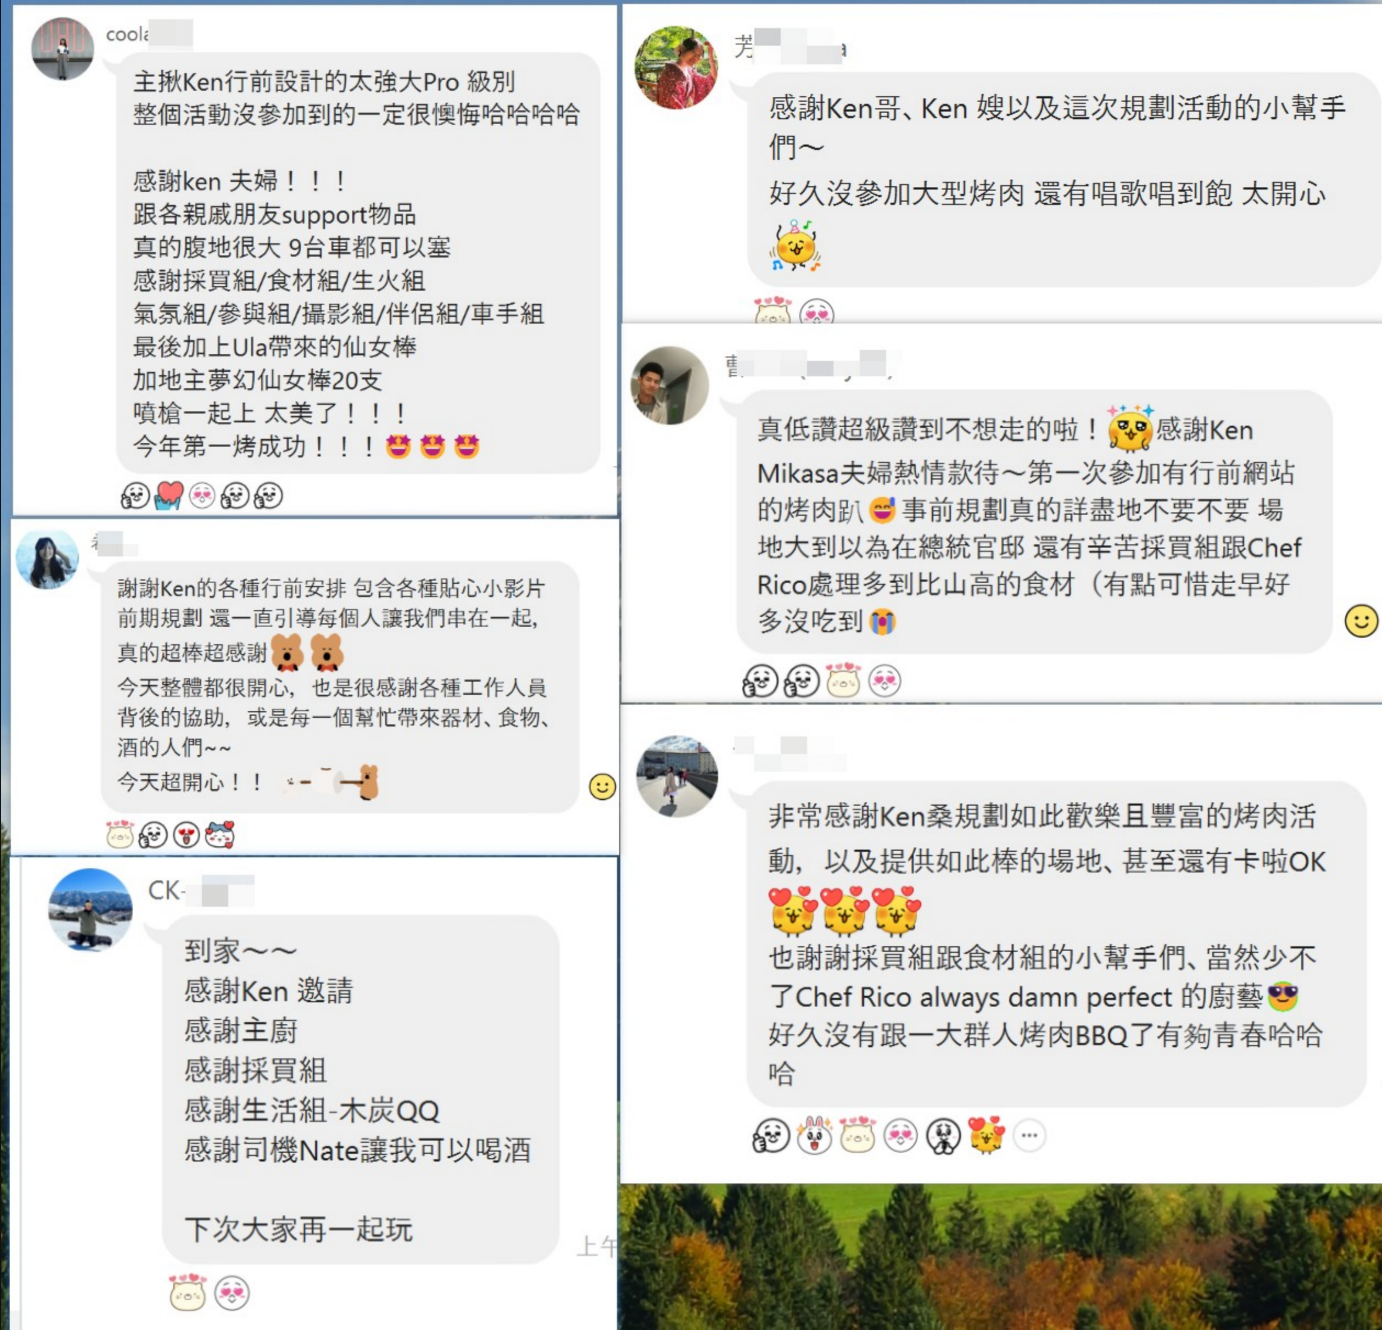 coola
主揪Ken行前設計的太強大Pro 級別
整個活動沒參加到的一定很懊悔哈哈哈哈
感謝ken 夫婦！！！
跟各親戚朋友support物品
真的腹地很大 9台車都可以塞
感謝採買組/食材組/生火組
氣氛組/參與組/攝影組/伴侶組/車手組
最後加上Ula帶來的仙女棒
加地主夢幻仙女棒20支
噴槍一起上 太美了！！！
今年第一烤成功！！！
謝謝Ken的各種行前安排 包含各種貼心小影片
前期規劃 還一直引導每個人讓我們串在一起,
真的超棒超感謝
今天整體都很開心, 也是很感謝各種工作人員
背後的協助, 或是每一個幫忙帶來器材、食物、
酒的人們~~
今天超開心！！
CK-
到家～～
感謝Ken 邀請
感謝主廚
感謝採買組
感謝生活組-木炭QQ
感謝司機Nate讓我可以喝酒
下次大家再一起玩
上午
芳
a
感謝Ken哥、Ken 嫂以及這次規劃活動的小幫手
們～
好久沒參加大型烤肉 還有唱歌唱到飽 太開心
曹
真低讚超級讚到不想走的啦！感謝Ken
Mikasa夫婦熱情款待～第一次參加有行前網站
的烤肉趴 事前規劃真的詳盡地不要不要 場
地大到以為在總統官邸 還有辛苦採買組跟Chef
Rico處理多到比山高的食材（有點可惜走早好
多沒吃到
非常感謝Ken桑規劃如此歡樂且豐富的烤肉活
動, 以及提供如此棒的場地、甚至還有卡啦OK
也謝謝採買組跟食材組的小幫手們、當然少不
了Chef Rico always damn perfect 的廚藝
好久沒有跟一大群人烤肉BBQ了有夠青春哈哈
哈